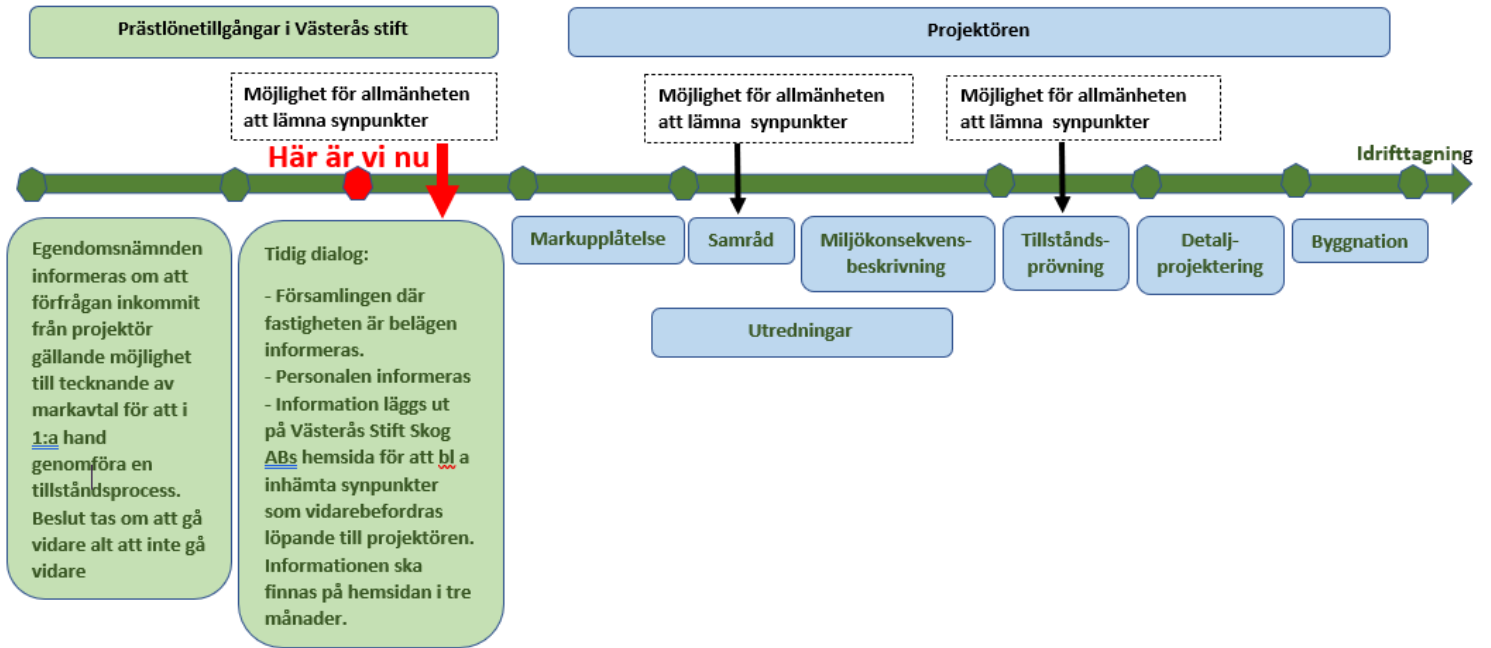 Prästlönetillgångar i Västerås stift
Projektören
Möjlighet för allmänheten
att lämna synpunkter
Möjlighet för allmänheten
att lämna synpunkter
Möjlighet för allmänheten
att lämna synpunkter
Här är vi nu
Idrifttagning
Egendomsnämnden
informeras om att
förfrågan inkommit
från projektör
gällande möjlighet
till tecknande av
markavtal för att i
1:a hand
genomföra en
tillståndsprocess.
Beslut tas om att gå
vidare alt att inte gå
vidare
Tidig dialog:
- Församlingen där
fastigheten är belägen
informeras.
- Personalen informeras
- Information läggs ut
på Västerås Stift Skog
ABs hemsida för att bl a
inhämta synpunkter
som vidarebefordras
löpande till projektören.
Informationen ska
finnas på hemsidan i tre
månader.
Markupplåtelse
Samråd
Miljökonsekvens-
beskrivning
Tillstånds-
prövning
Detalj-
projektering
Byggnation
Utredningar